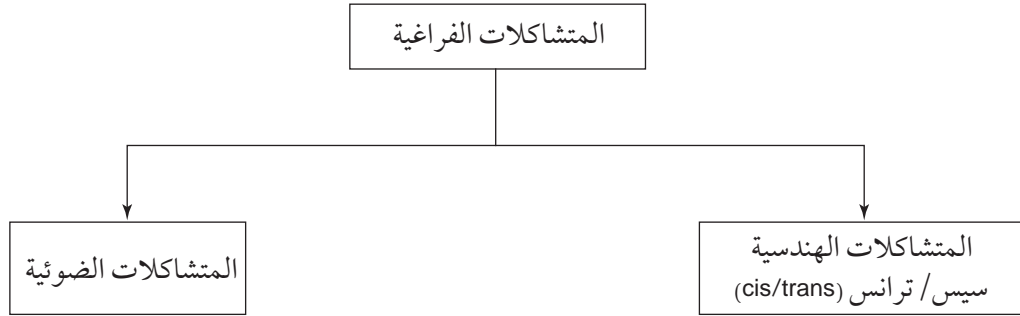 المتشاكلات الفراغية
المتشاكلات الهندسية
سيس/ ترانس (cis/trans)
المتشاكلات الضوئية